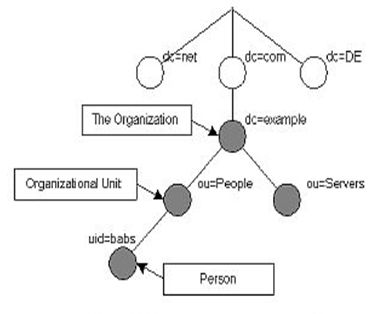 dc=net
dc=com
dc=DE
The Organization
dc=example
Organizational Unit
ou=People
ou=Servers
uid=babs
Person